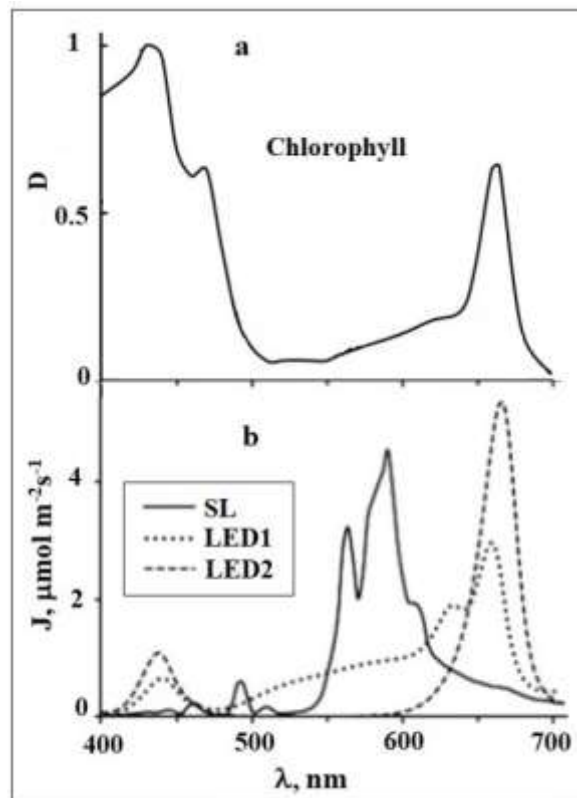 a
1
Chlorophyll
D
0.5
0
b
4
SL
LED1
LED2
J, μmol m⁻²s⁻¹
2
0
400 500 600 700
λ, nm